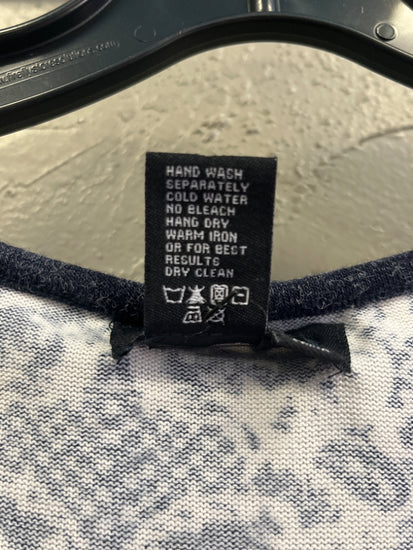 HAND WASH
SEPARATELY
COLD WATER
NO BLEACH
HANG DRY
WARM IRON
OR FOR BEST
RESULTS
DRY CLEAN